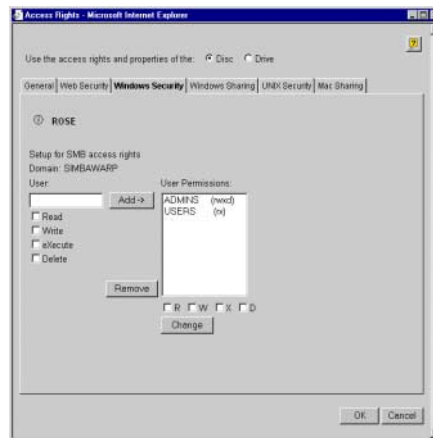 Access Rights - Microsoft Internet Explorer
?
Use the access rights and properties of the: Disc Drive
General Web Security Windows Security Windows Sharing UNIX Security Mac Sharing
ROSE
Setup for SMB access rights
Domain: SIMBAWARP
User: User Permissions:
Add -> ADMINS (rwxd)
USERS (rx)
Read
Write
eXecute
Delete
Remove
R W X D
Change
OK Cancel